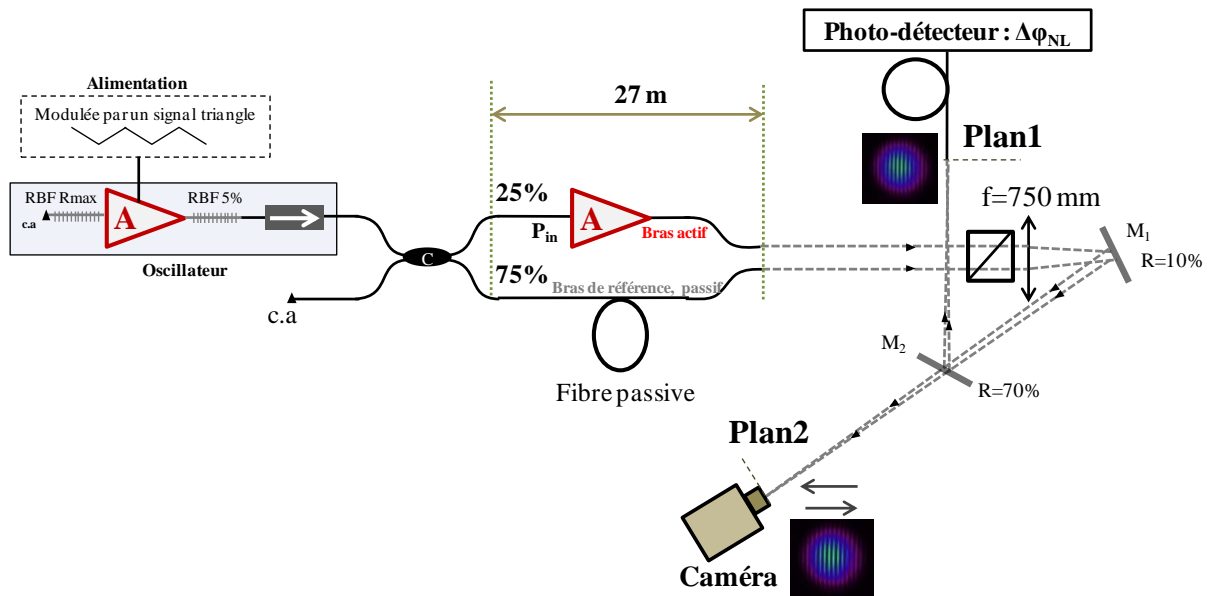 Photo-détecteur : ΔφNL
Alimentation
Modulée par un signal triangle
27 m
Plan1
RBF Rmax
RBF 5%
25%
f=750 mm
c.a
A
A
Pin
Bras actif
M1
R=10%
Oscillateur
C
75%
Bras de référence, passif
c.a
M2
R=70%
Fibre passive
Plan2
Caméra